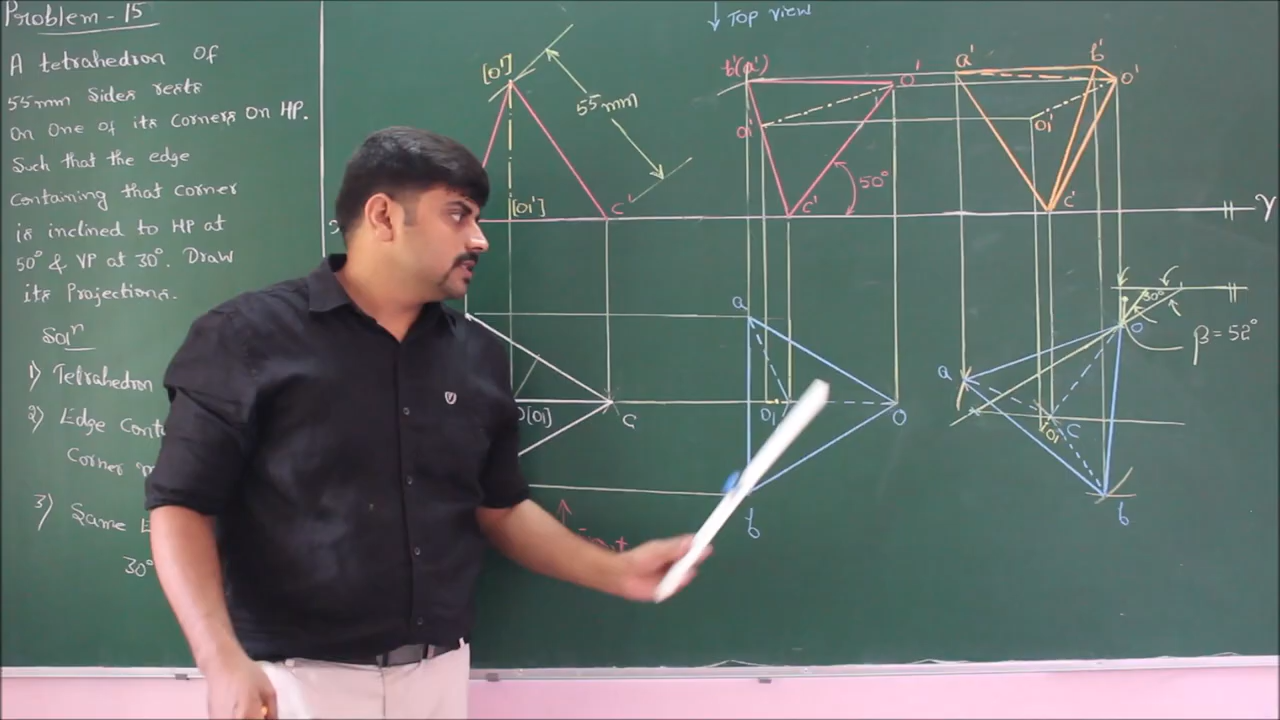 Problem - 15
A tetrahedron of
55mm Sides rests
on One of its Corners On HP.
Such that the edge
Containing that corner
is inclined to HP at
50° & VP at 30°. Draw
its Projections.
Solⁿ
1) Tetrahedron
2) Edge
Corner
3) Same
30°
↓ Top view
[o']
55mm
[o1']
c'
o[o1]
c
b'(a')
o'
o1'
50°
c'
a
o1
o
b
a'
b'
o'
o1'
c'
Y
30°
o
β = 52°
a
o1
c
b